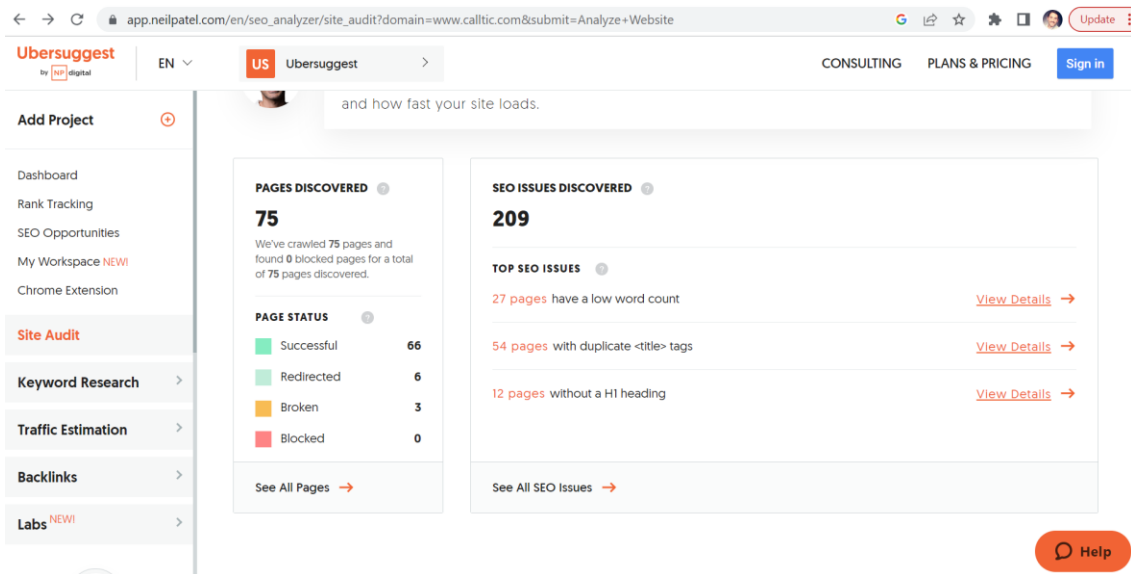 app.neilpatel.com/en/seo_analyzer/site_audit?domain=www.calltic.com&submit=Analyze+Website
G
Update
Ubersuggest
by NP digital
EN
US Ubersuggest
CONSULTING
PLANS & PRICING
Sign in
Add Project
Dashboard
Rank Tracking
SEO Opportunities
My Workspace NEW!
Chrome Extension
Site Audit
Keyword Research
Traffic Estimation
Backlinks
Labs NEW!
and how fast your site loads.
PAGES DISCOVERED ?
75
We've crawled 75 pages and
found 0 blocked pages for a total
of 75 pages discovered.
PAGE STATUS ?
Successful 66
Redirected 6
Broken 3
Blocked 0
See All Pages →
SEO ISSUES DISCOVERED ?
209
TOP SEO ISSUES ?
27 pages have a low word count View Details →
54 pages with duplicate <title> tags View Details →
12 pages without a H1 heading View Details →
See All SEO Issues →
Help